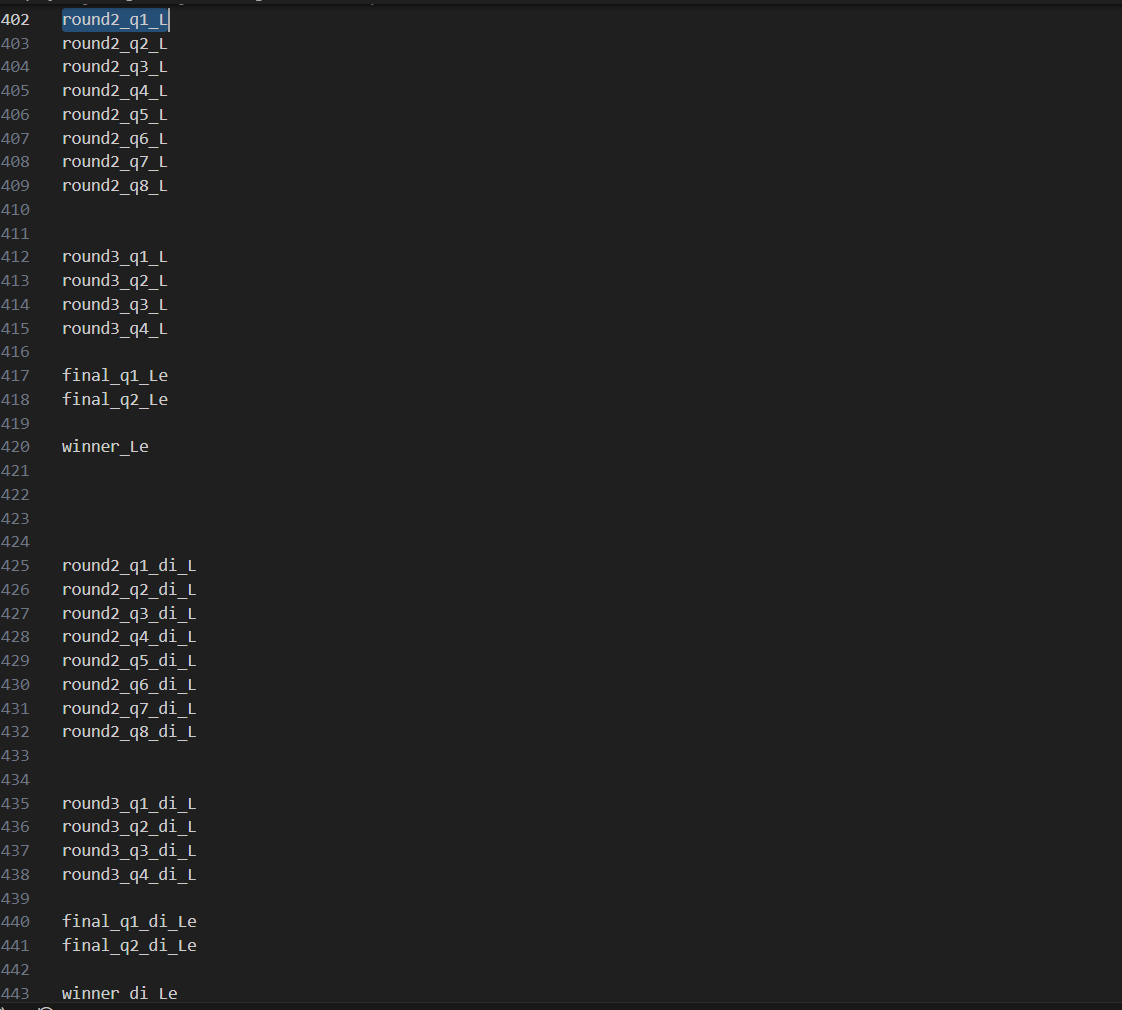 402 round2_q1_L
403 round2_q2_L
404 round2_q3_L
405 round2_q4_L
406 round2_q5_L
407 round2_q6_L
408 round2_q7_L
409 round2_q8_L
410
411
412 round3_q1_L
413 round3_q2_L
414 round3_q3_L
415 round3_q4_L
416
417 final_q1_Le
418 final_q2_Le
419
420 winner_Le
421
422
423
424
425 round2_q1_di_L
426 round2_q2_di_L
427 round2_q3_di_L
428 round2_q4_di_L
429 round2_q5_di_L
430 round2_q6_di_L
431 round2_q7_di_L
432 round2_q8_di_L
433
434
435 round3_q1_di_L
436 round3_q2_di_L
437 round3_q3_di_L
438 round3_q4_di_L
439
440 final_q1_di_Le
441 final_q2_di_Le
442
443 winner di Le